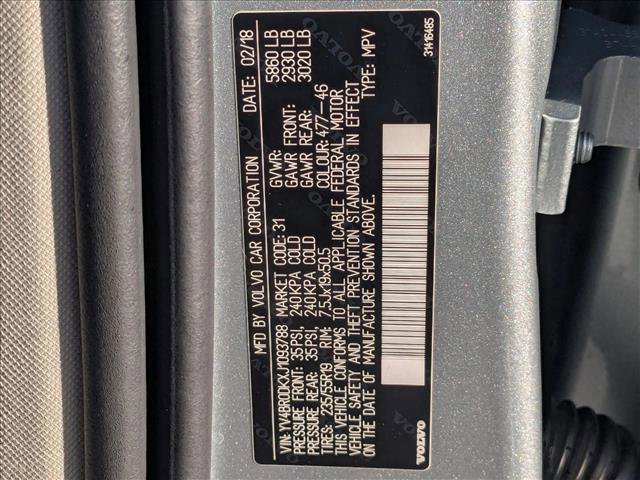 MFD BY VOLVO CAR CORPORATION DATE: 02/18
VIN: YV4BR0DKXJ1093788 MARKET CODE: 31 GVWR: 5860 LB
PRESSURE FRONT: 35PSI, 240KPA COLD GAWR FRONT: 2930 LB
PRESSURE REAR: 35PSI, 240KPA COLD GAWR REAR: 3020 LB
TIRES: 235/55R19 RIM: 7.5Jx19x50.5 COLOUR: 477--46
THIS VEHICLE CONFORMS TO ALL APPLICABLE FEDERAL MOTOR
VEHICLE SAFETY AND THEFT PREVENTION STANDARDS IN EFFECT
ON THE DATE OF MANUFACTURE SHOWN ABOVE. TYPE: MPV
VOLVO 31416485